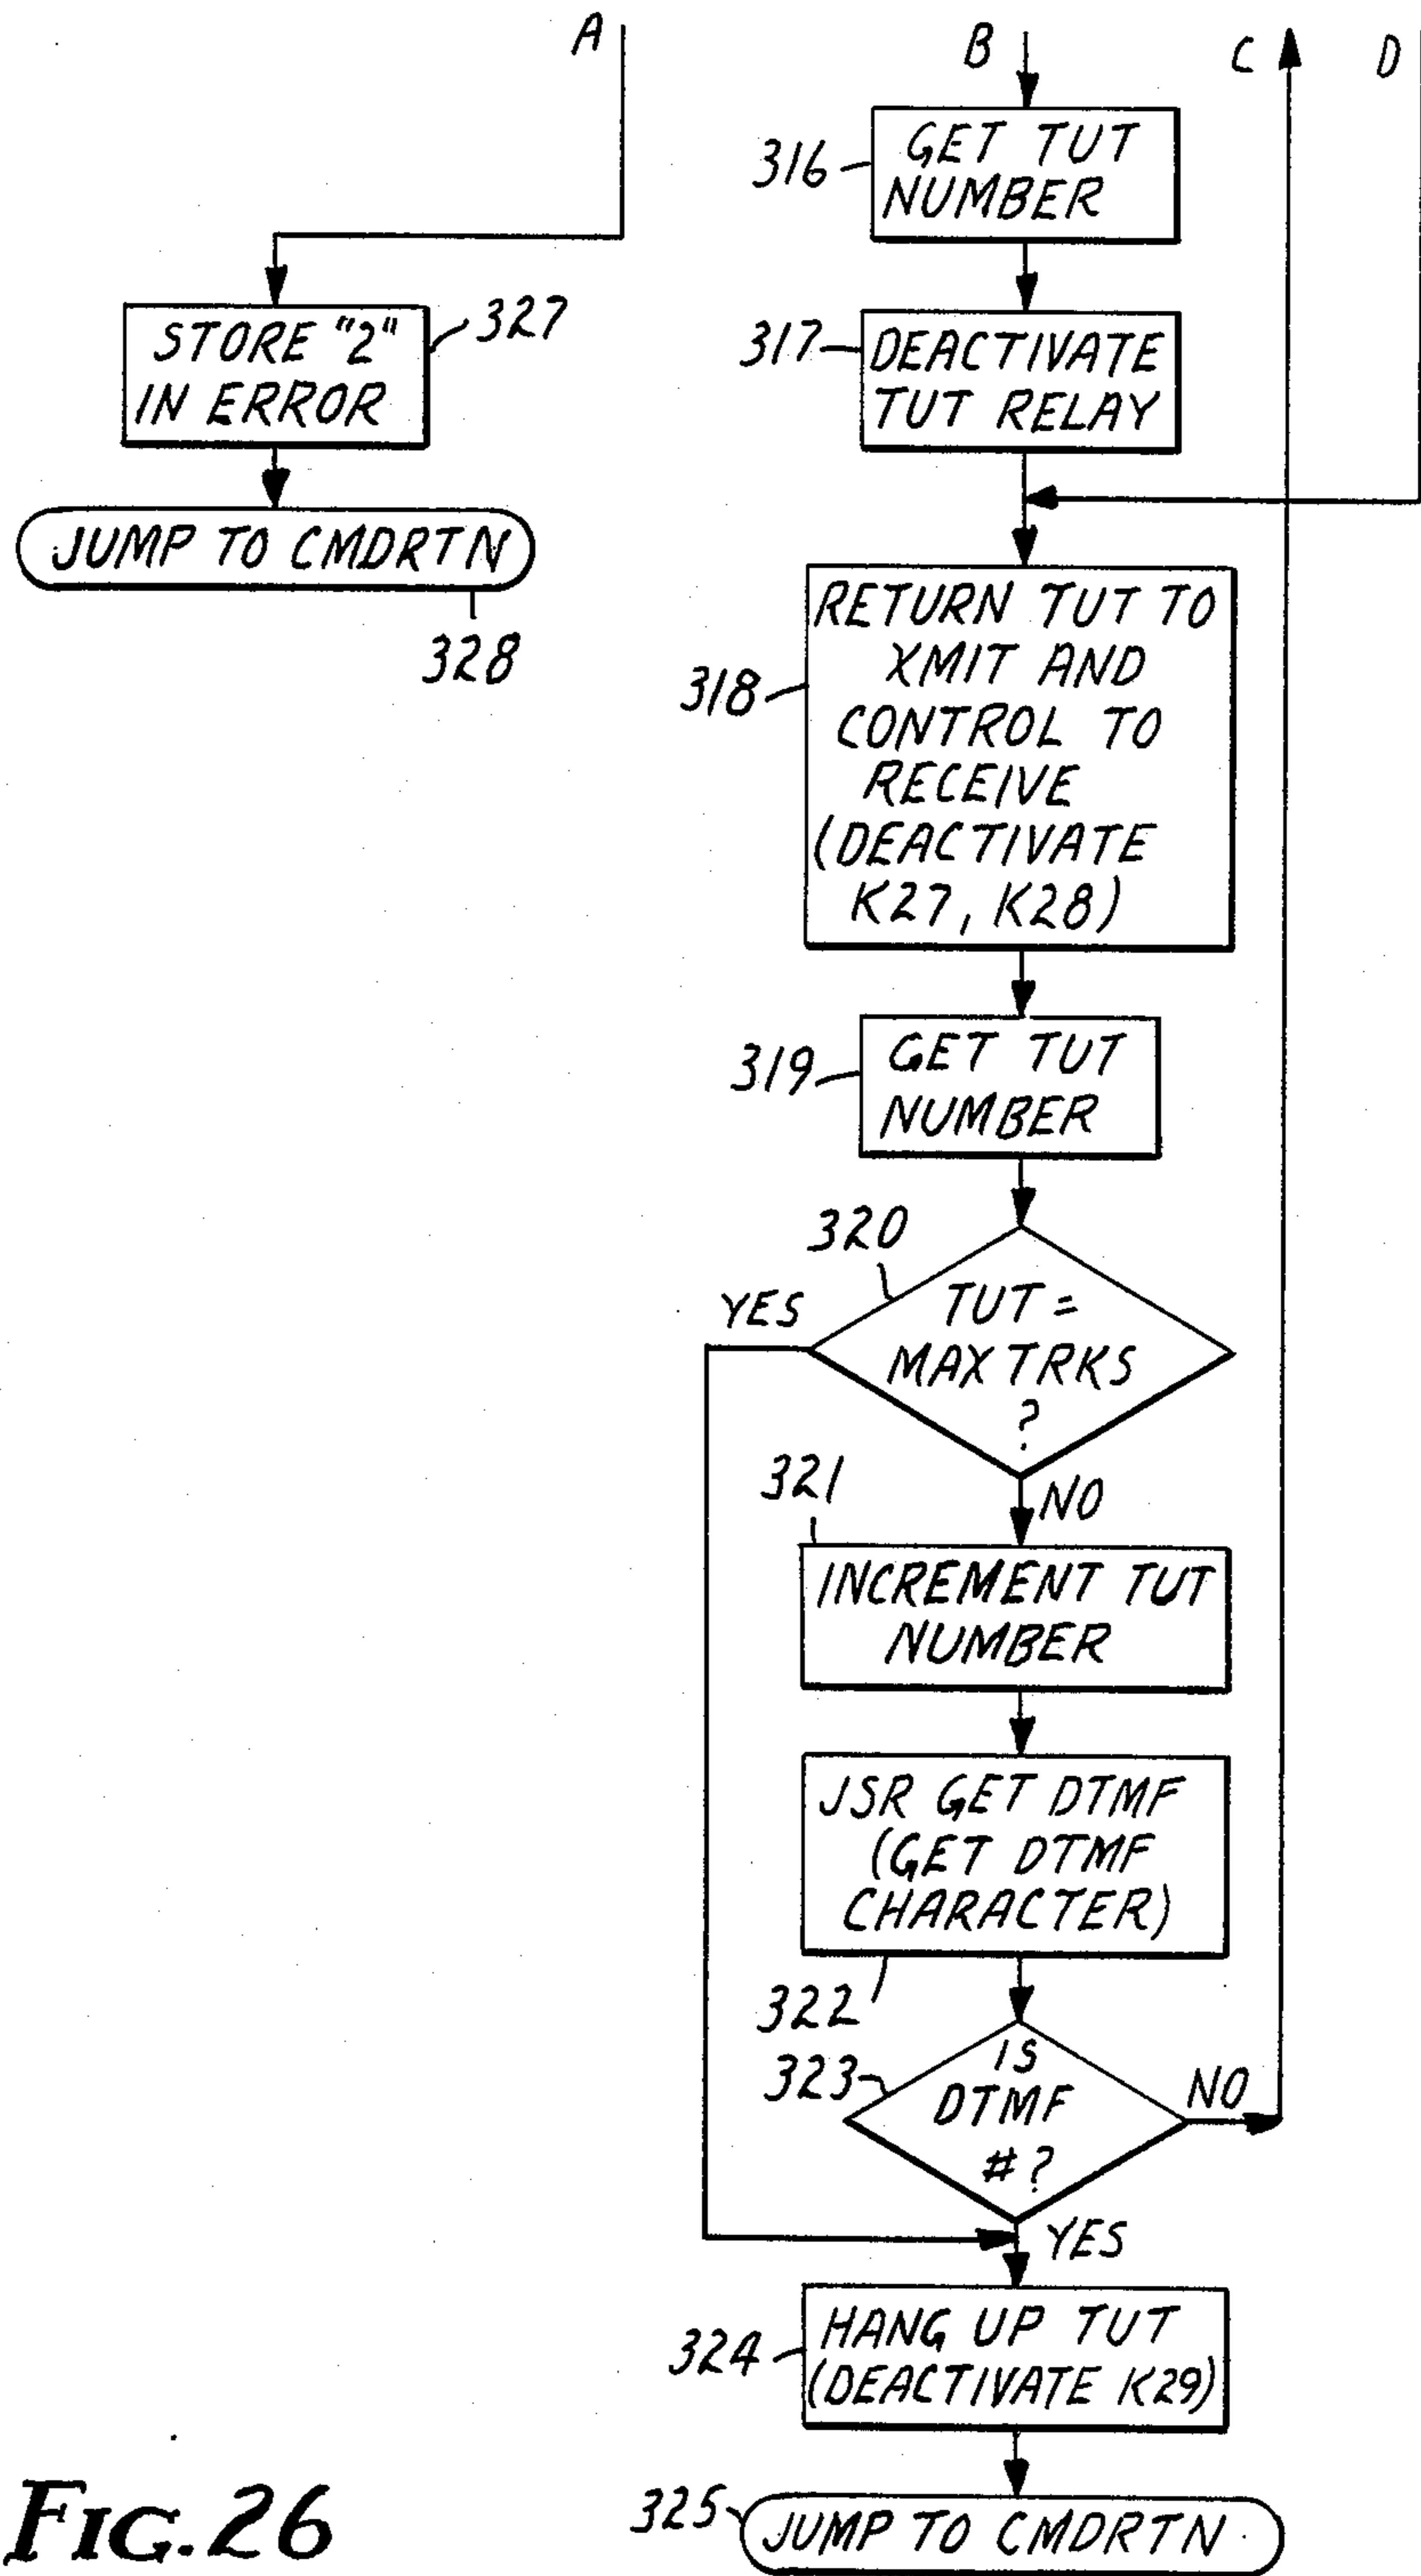 A
B
C
D
316
GET TUT
NUMBER
327
STORE "2"
IN ERROR
317
DEACTIVATE
TUT RELAY
JUMP TO CMDRTN
328
318
RETURN TUT TO
XMIT AND
CONTROL TO
RECEIVE
(DEACTIVATE
K27, K28)
319
GET TUT
NUMBER
320
YES
TUT =
MAX TRKS
?
321
NO
INCREMENT TUT
NUMBER
JSR GET DTMF
(GET DTMF
CHARACTER)
322
323
IS
DTMF
#?
NO
YES
324
HANG UP TUT
(DEACTIVATE K29)
325
JUMP TO CMDRTN
FIG. 26